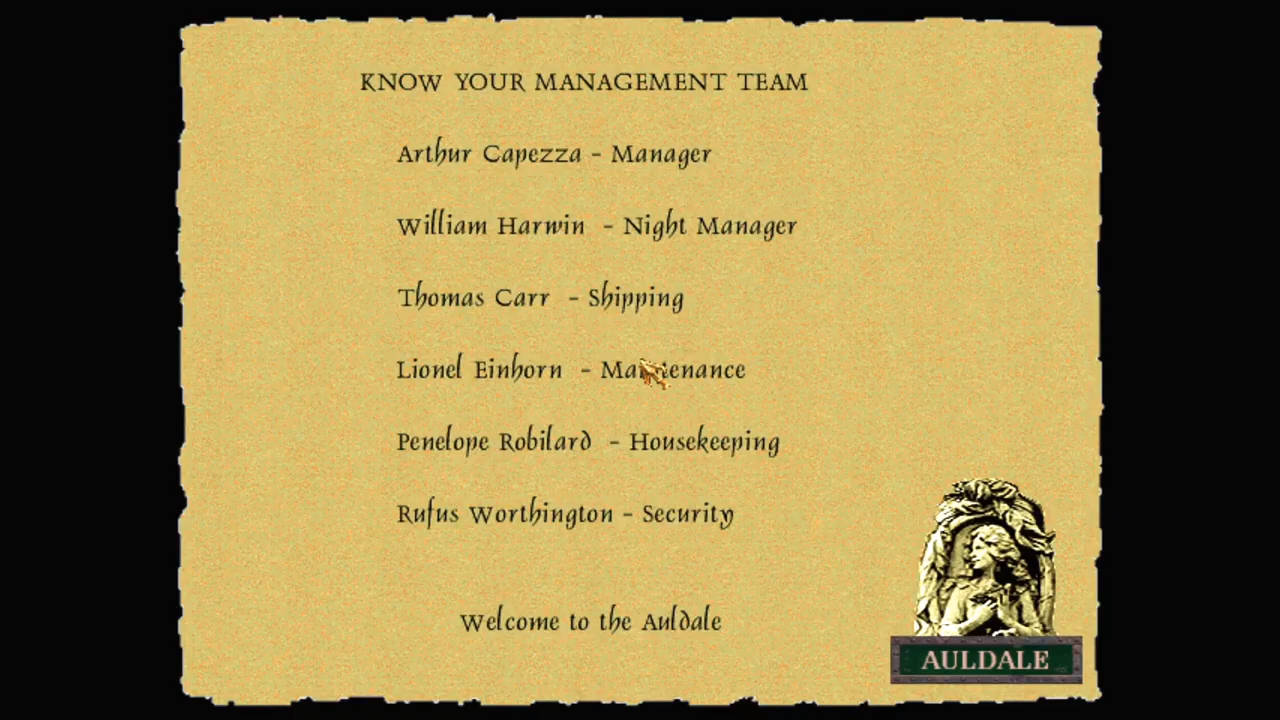 KNOW YOUR MANAGEMENT TEAM
Arthur Capezza - Manager
William Harwin - Night Manager
Thomas Carr - Shipping
Lionel Einhorn - Maintenance
Penelope Robilard - Housekeeping
Rufus Worthington - Security
Welcome to the Auldale
AULDALE